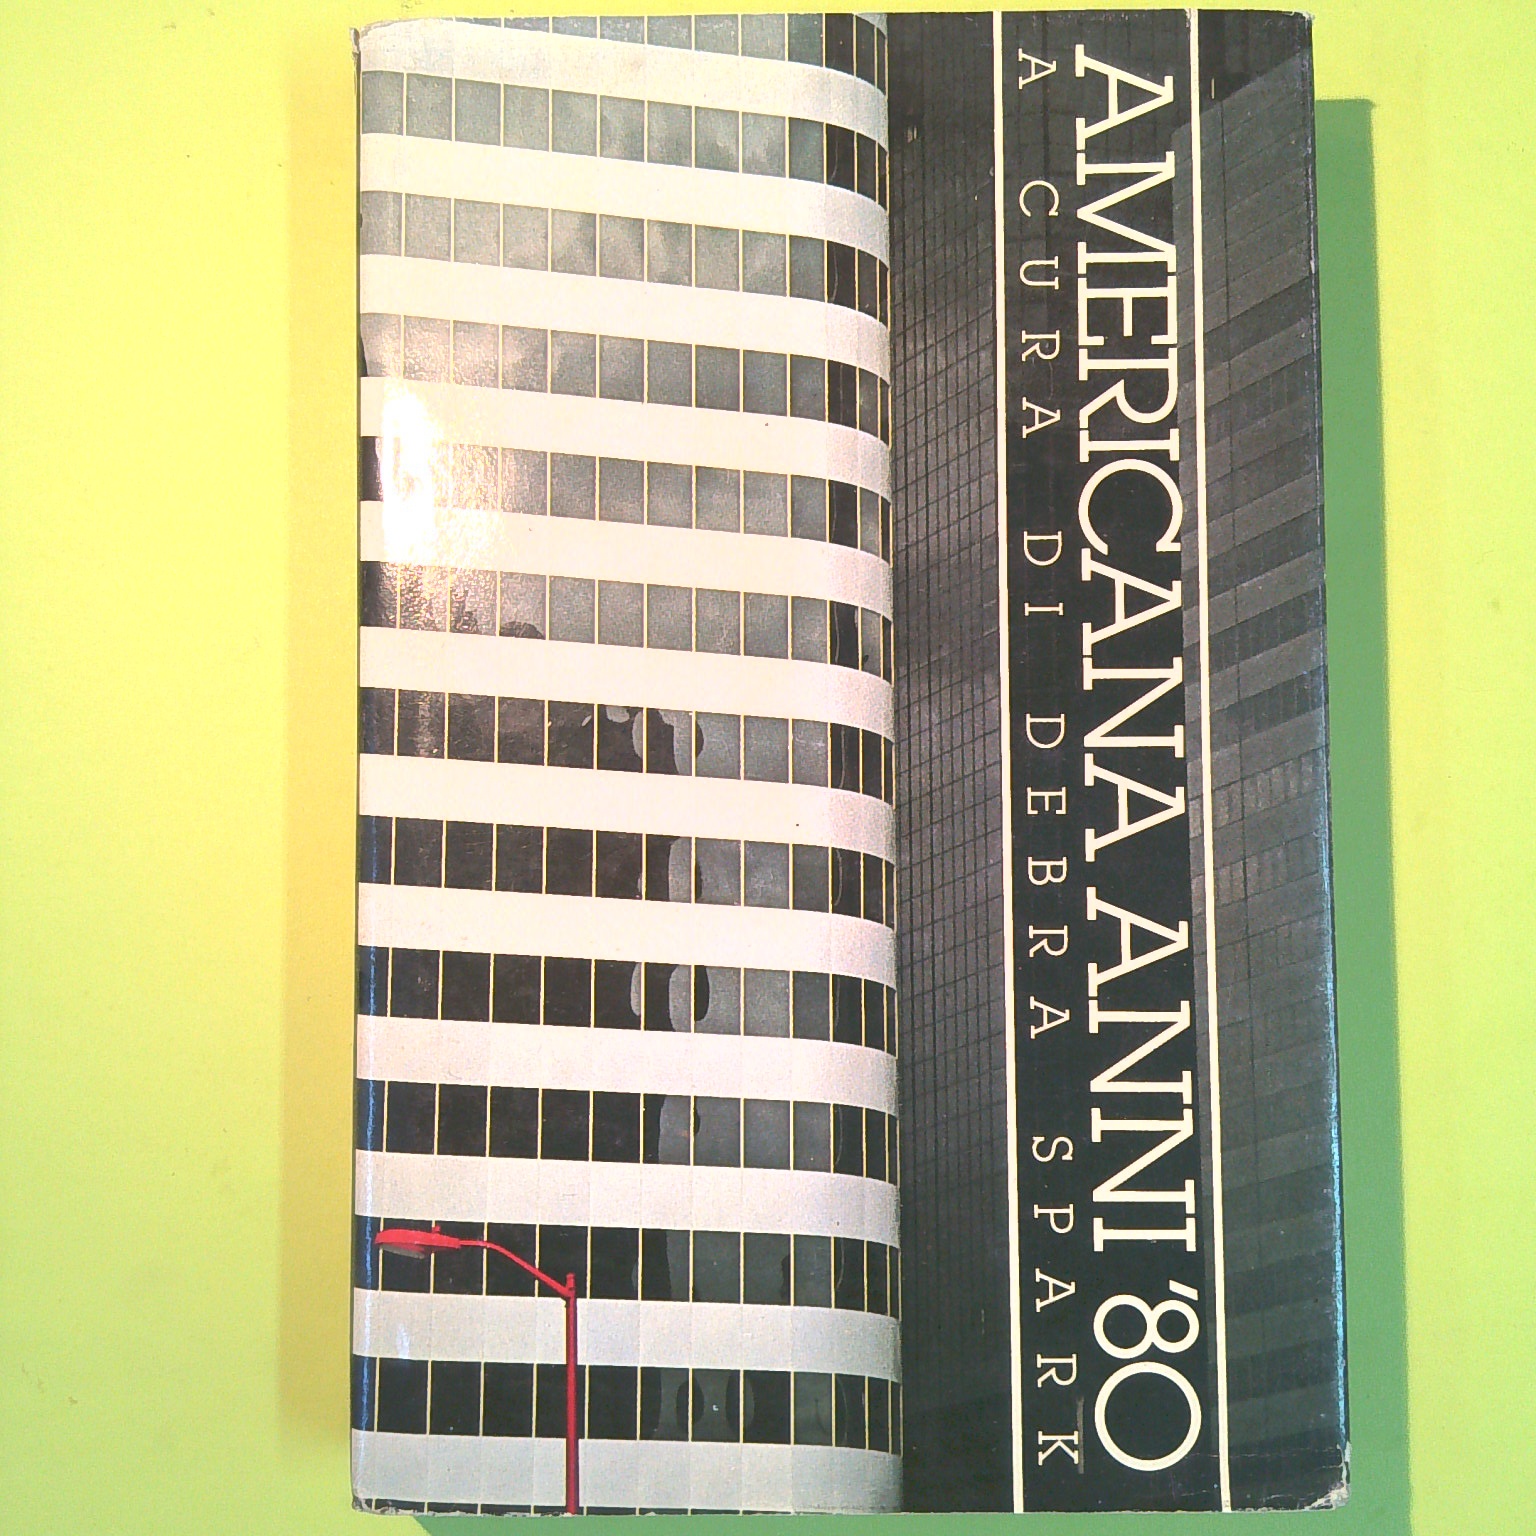 AMERICANA ANNI '80
A CURA DI DEBRA SPARK